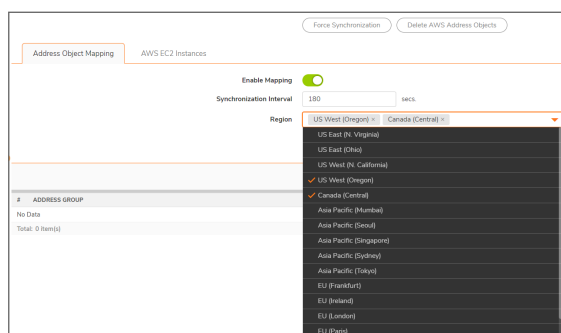 Force Synchronization Delete AWS Address Objects
Address Object Mapping AWS EC2 Instances
Enable Mapping
Synchronization Interval 180 secs
Region US West (Oregon) × Canada (Central) ×
US East (N. Virginia)
US East (Ohio)
US West (N. California)
US West (Oregon)
Canada (Central)
# ADDRESS GROUP
No Data
Total: 0 item(s)
Asia Pacific (Mumbai)
Asia Pacific (Seoul)
Asia Pacific (Singapore)
Asia Pacific (Sydney)
Asia Pacific (Tokyo)
EU (Frankfurt)
EU (Ireland)
EU (London)
EU (Paris)